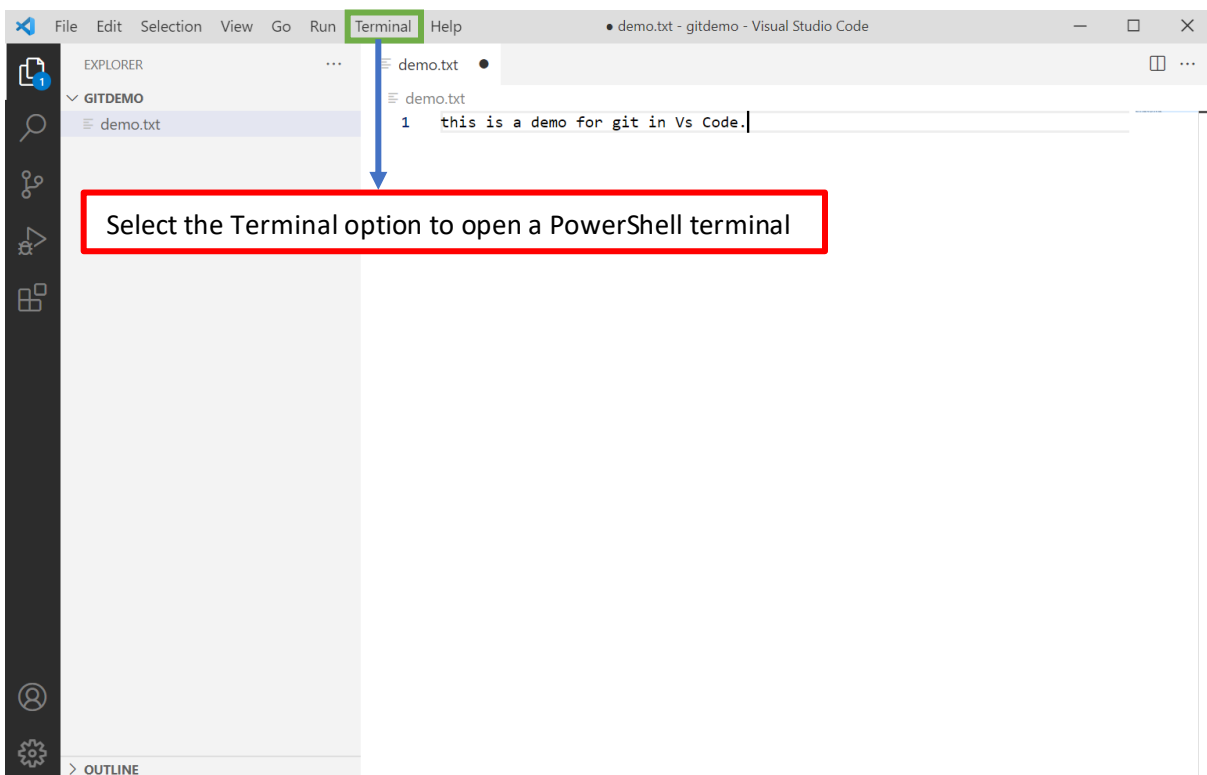 File Edit Selection View Go Run Terminal Help ● demo.txt - gitdemo - Visual Studio Code
EXPLORER ...
demo.txt ●
...
1
GITDEMO
demo.txt
demo.txt
1 this is a demo for git in Vs Code.
Select the Terminal option to open a PowerShell terminal
OUTLINE